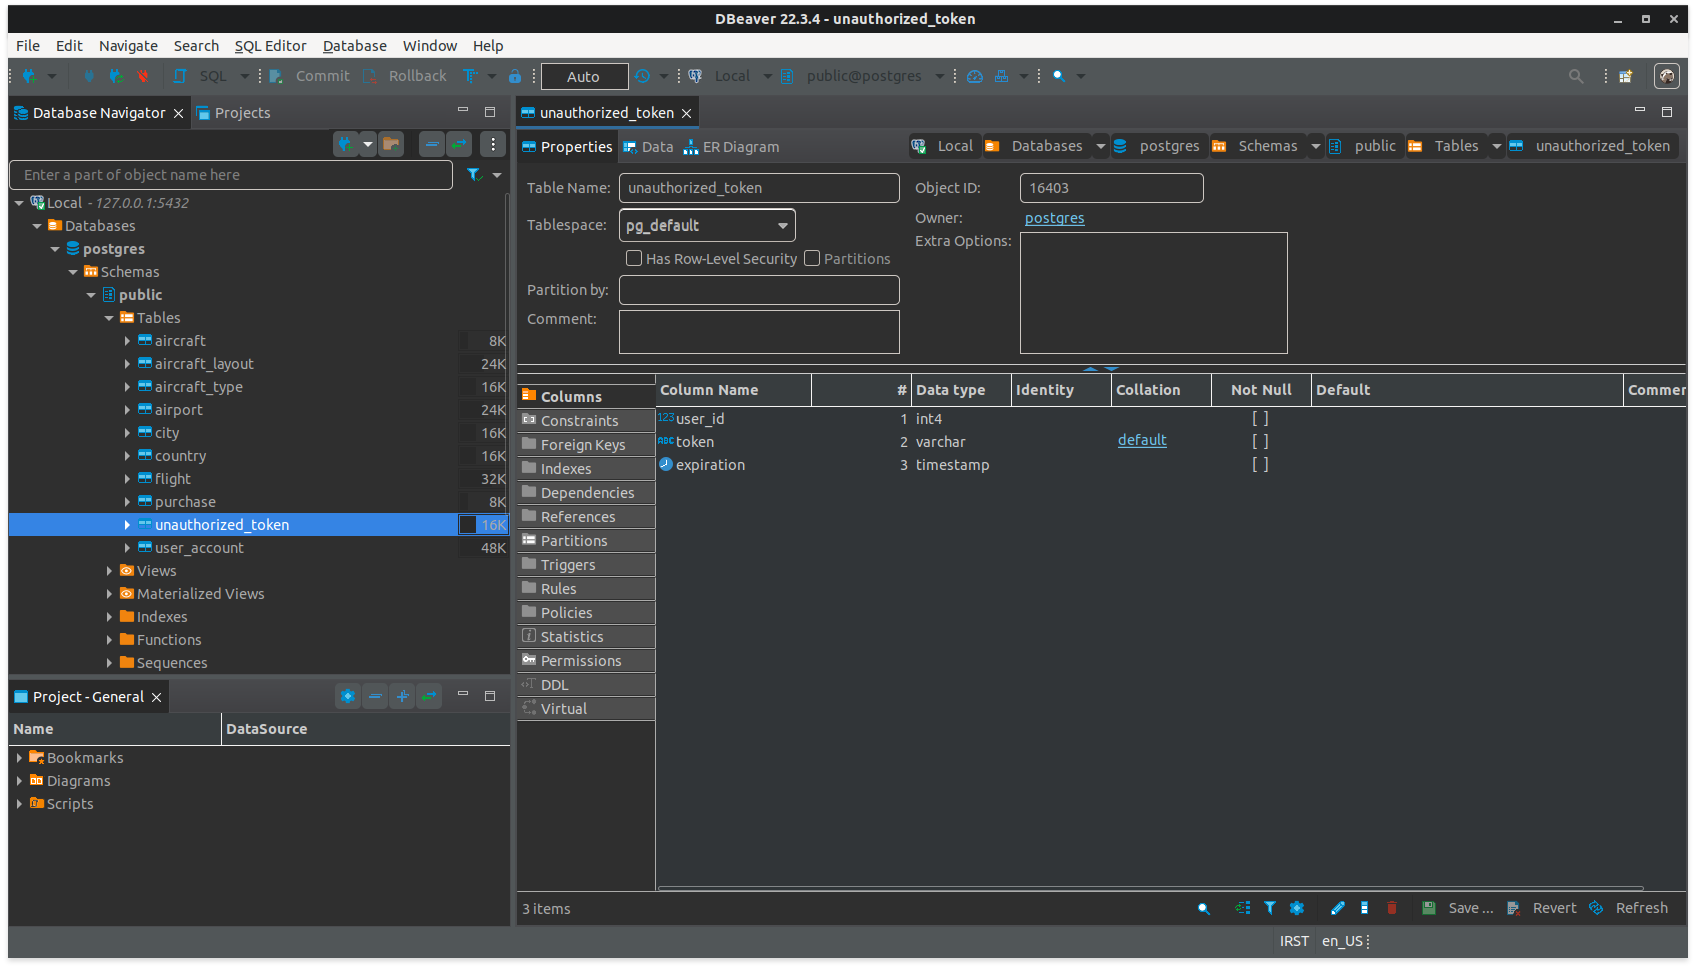 DBeaver 22.3.4 - unauthorized_token
File Edit Navigate Search SQL Editor Database Window Help
SQL Commit Rollback Auto Local public@postgres
Database Navigator Projects
Enter a part of object name here
Local - 127.0.0.1:5432
Databases
postgres
Schemas
public
Tables
aircraft 8K
aircraft_layout 24K
aircraft_type 16K
airport 24K
city 16K
country 16K
flight 32K
purchase 8K
unauthorized_token 16K
user_account 48K
Views
Materialized Views
Indexes
Functions
Sequences
Project - General
Name DataSource
Bookmarks
Diagrams
Scripts
unauthorized_token
Properties Data ER Diagram Local Databases postgres Schemas public Tables unauthorized_token
Table Name: unauthorized_token Object ID: 16403
Tablespace: pg_default Owner: postgres
Has Row-Level Security Partitions Extra Options:
Partition by:
Comment:
Columns
Constraints
Foreign Keys
Indexes
Dependencies
References
Partitions
Triggers
Rules
Policies
Statistics
Permissions
DDL
Virtual
Column Name # Data type Identity Collation Not Null Default Commer
123 user_id 1 int4 [ ]
ABC token 2 varchar default [ ]
expiration 3 timestamp [ ]
3 items Save ... Revert Refresh
IRST en_US